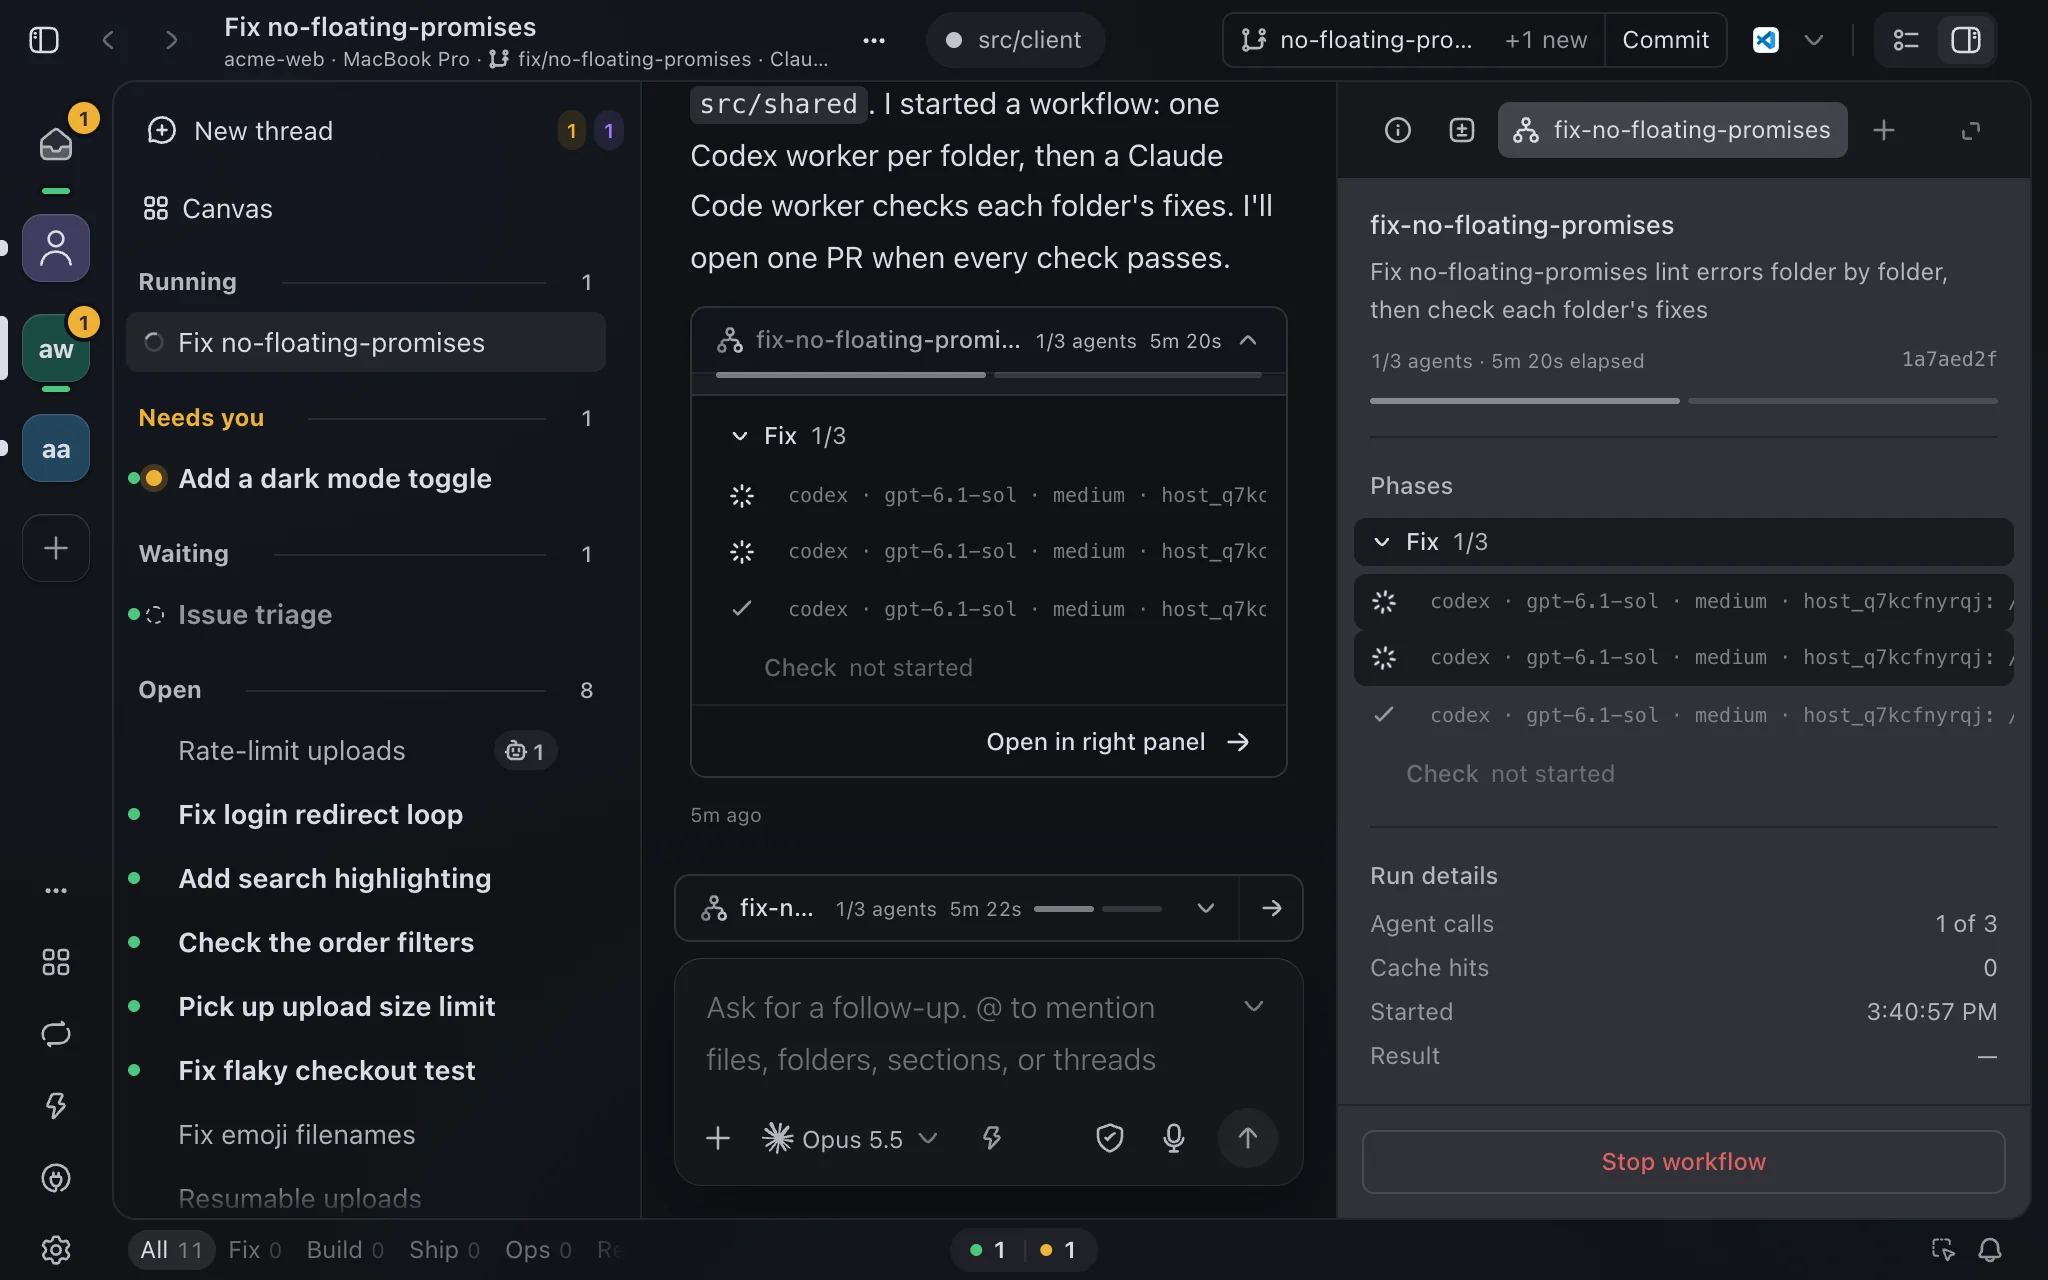 Fix no-floating-promises
acme-web · MacBook Pro · fix/no-floating-promises · Clau...
src/client
no-floating-pro... +1 new Commit
1
aw 1
aa
New thread 1 1
Canvas
Running 1
Fix no-floating-promises
Needs you 1
Add a dark mode toggle
Waiting 1
Issue triage
Open 8
Rate-limit uploads 1
Fix login redirect loop
Add search highlighting
Check the order filters
Pick up upload size limit
Fix flaky checkout test
Fix emoji filenames
Resumable uploads
All 11 Fix 0 Build 0 Ship 0 Ops 0
src/shared. I started a workflow: one
Codex worker per folder, then a Claude
Code worker checks each folder's fixes. I'll
open one PR when every check passes.
fix-no-floating-promi... 1/3 agents 5m 20s
Fix 1/3
codex · gpt-6.1-sol · medium · host_q7kc
codex · gpt-6.1-sol · medium · host_q7kc
codex · gpt-6.1-sol · medium · host_q7kc
Check not started
Open in right panel
5m ago
fix-n... 1/3 agents 5m 22s
Ask for a follow-up. @ to mention
files, folders, sections, or threads
Opus 5.5
1 1
fix-no-floating-promises
fix-no-floating-promises
Fix no-floating-promises lint errors folder by folder,
then check each folder's fixes
1/3 agents · 5m 20s elapsed 1a7aed2f
Phases
Fix 1/3
codex · gpt-6.1-sol · medium · host_q7kcfnyrqj: /
codex · gpt-6.1-sol · medium · host_q7kcfnyrqj: /
codex · gpt-6.1-sol · medium · host_q7kcfnyrqj: /
Check not started
Run details
Agent calls 1 of 3
Cache hits 0
Started 3:40:57 PM
Result —
Stop workflow